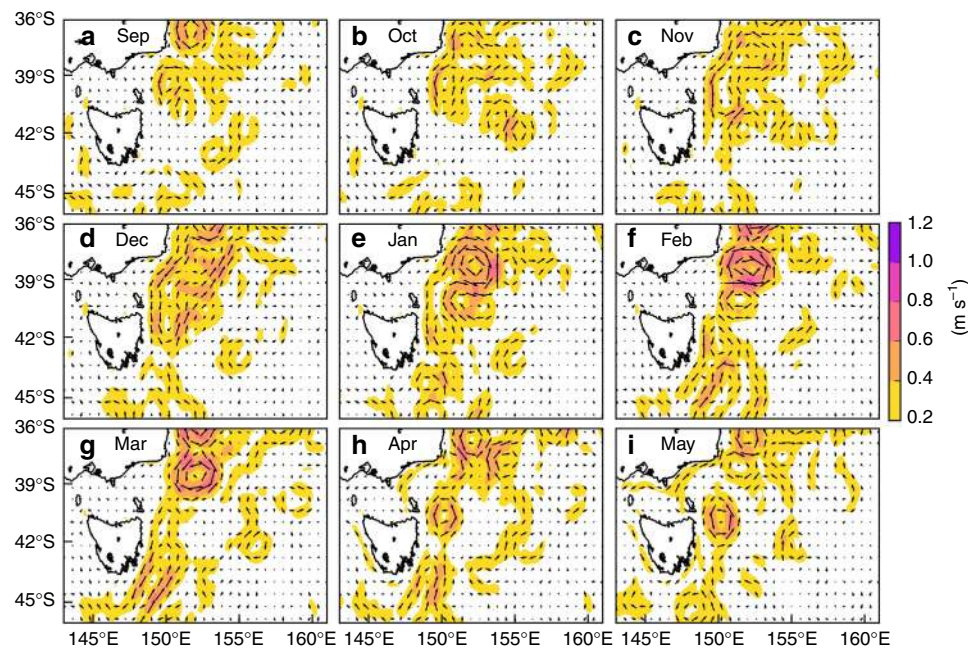 36°S
a Sep
b Oct
c Nov
39°S
42°S
45°S
36°S
d Dec
e Jan
f Feb
39°S
42°S
45°S
1.2
1.0
0.8
0.6
0.4
0.2
(m s⁻¹)
36°S
g Mar
h Apr
i May
39°S
42°S
45°S
145°E 150°E 155°E 160°E 145°E 150°E 155°E 160°E 145°E 150°E 155°E 160°E